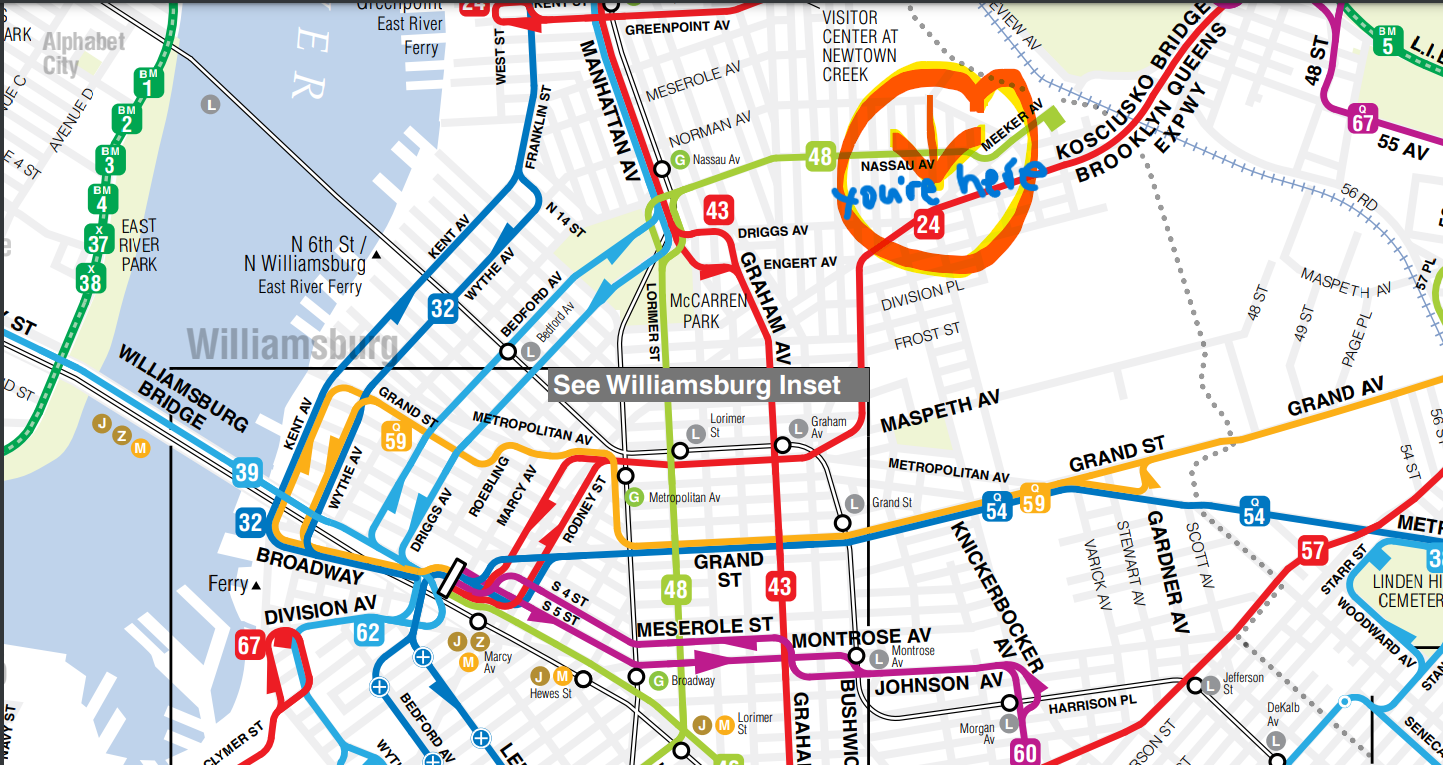 24
KENT ST
Greenpoint
East River
Ferry
WEST ST
GREENPOINT AV
MANHATTAN AV
VISITOR
CENTER AT
NEWTOWN
CREEK
KOSCIUSKO BRIDGE
BROOKLYN QUEENS
EXPWY
48 ST
BM
5
Q
67
55 AV
ARK
Alphabet
City
AVENUE D
E 4 ST
BM
1
BM
2
BM
3
BM
4
X
37
X
38
EAST
RIVER
PARK
L
FRANKLIN ST
MESEROLE AV
NORMAN AV
G Nassau Av
48
NASSAU AV
MEEKER AV
you're here
24
56 RD
N 14 ST
43
DRIGGS AV
ENGERT AV
GRAHAM AV
N 6th St /
N Williamsburg
East River Ferry
KENT AV
WYTHE AV
32
BEDFORD AV
Bedford Av
L
LORIMER ST
McCARREN
PARK
DIVISION PL
FROST ST
48 ST
49 ST
MASPETH AV
PAGE PL
57 PL
Williamsburg
WILLIAMSBURG
BRIDGE
See Williamsburg Inset
J Z M
KENT AV
GRAND ST
Q
59
WYTHE AV
METROPOLITAN AV
L Lorimer
St
L Graham
Av
MASPETH AV
GRAND AV
GRAND ST
METROPOLITAN AV
39
32
DRIGGS AV
ROEBLING
MARCY AV
RODNEY ST
G Metropolitan Av
L Grand St
Q
54
Q
59
Q
54
56 ST
54 ST
BROADWAY
Ferry
DIVISION AV
62
67
GRAND
ST
48
43
S 4 ST
S 5 ST
KNICKERBOCKER
AV
VARICK AV
STEWART AV
GARDNER AV
SCOTT AV
57
STARR ST
LINDEN HI
CEMETER
WOODWARD AV
MESEROLE ST
MONTROSE AV
J Z
M Marcy
Av
J M
Hewes St
G Broadway
L Montrose
Av
JOHNSON AV
HARRISON PL
L Jefferson
St
CLYMER ST
BEDFORD AV
J M Lorimer
St
Morgan
Av L
60
DeKalb
Av
L
SENECA